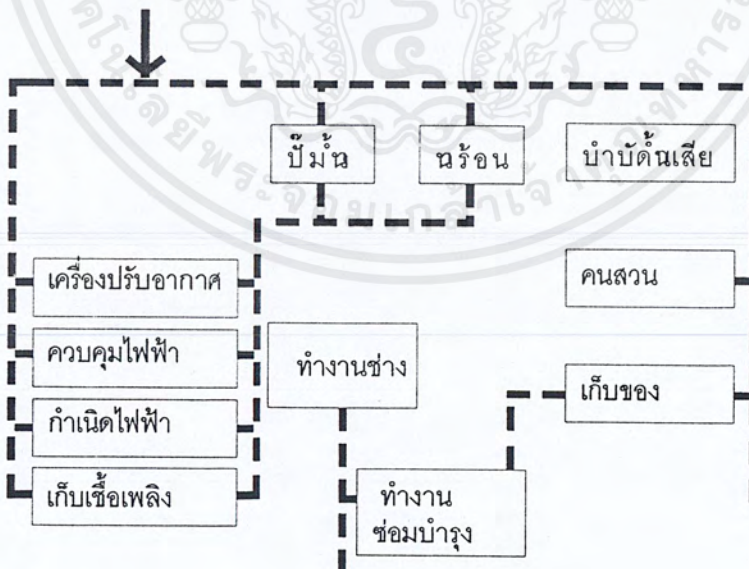 ปั๊มน้ำ
นร้อน
บำบัดน้ำเสีย
เครื่องปรับอากาศ
คนสวน
ควบคุมไฟฟ้า
ทำงานช่าง
เก็บของ
กำเนิดไฟฟ้า
เก็บเชื้อเพลิง
ทำงาน
ซ่อมบำรุง